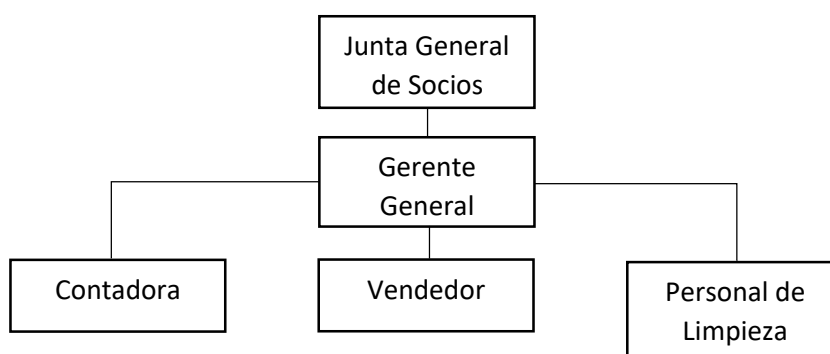 Junta General
de Socios
Gerente
General
Contadora
Vendedor
Personal de
Limpieza